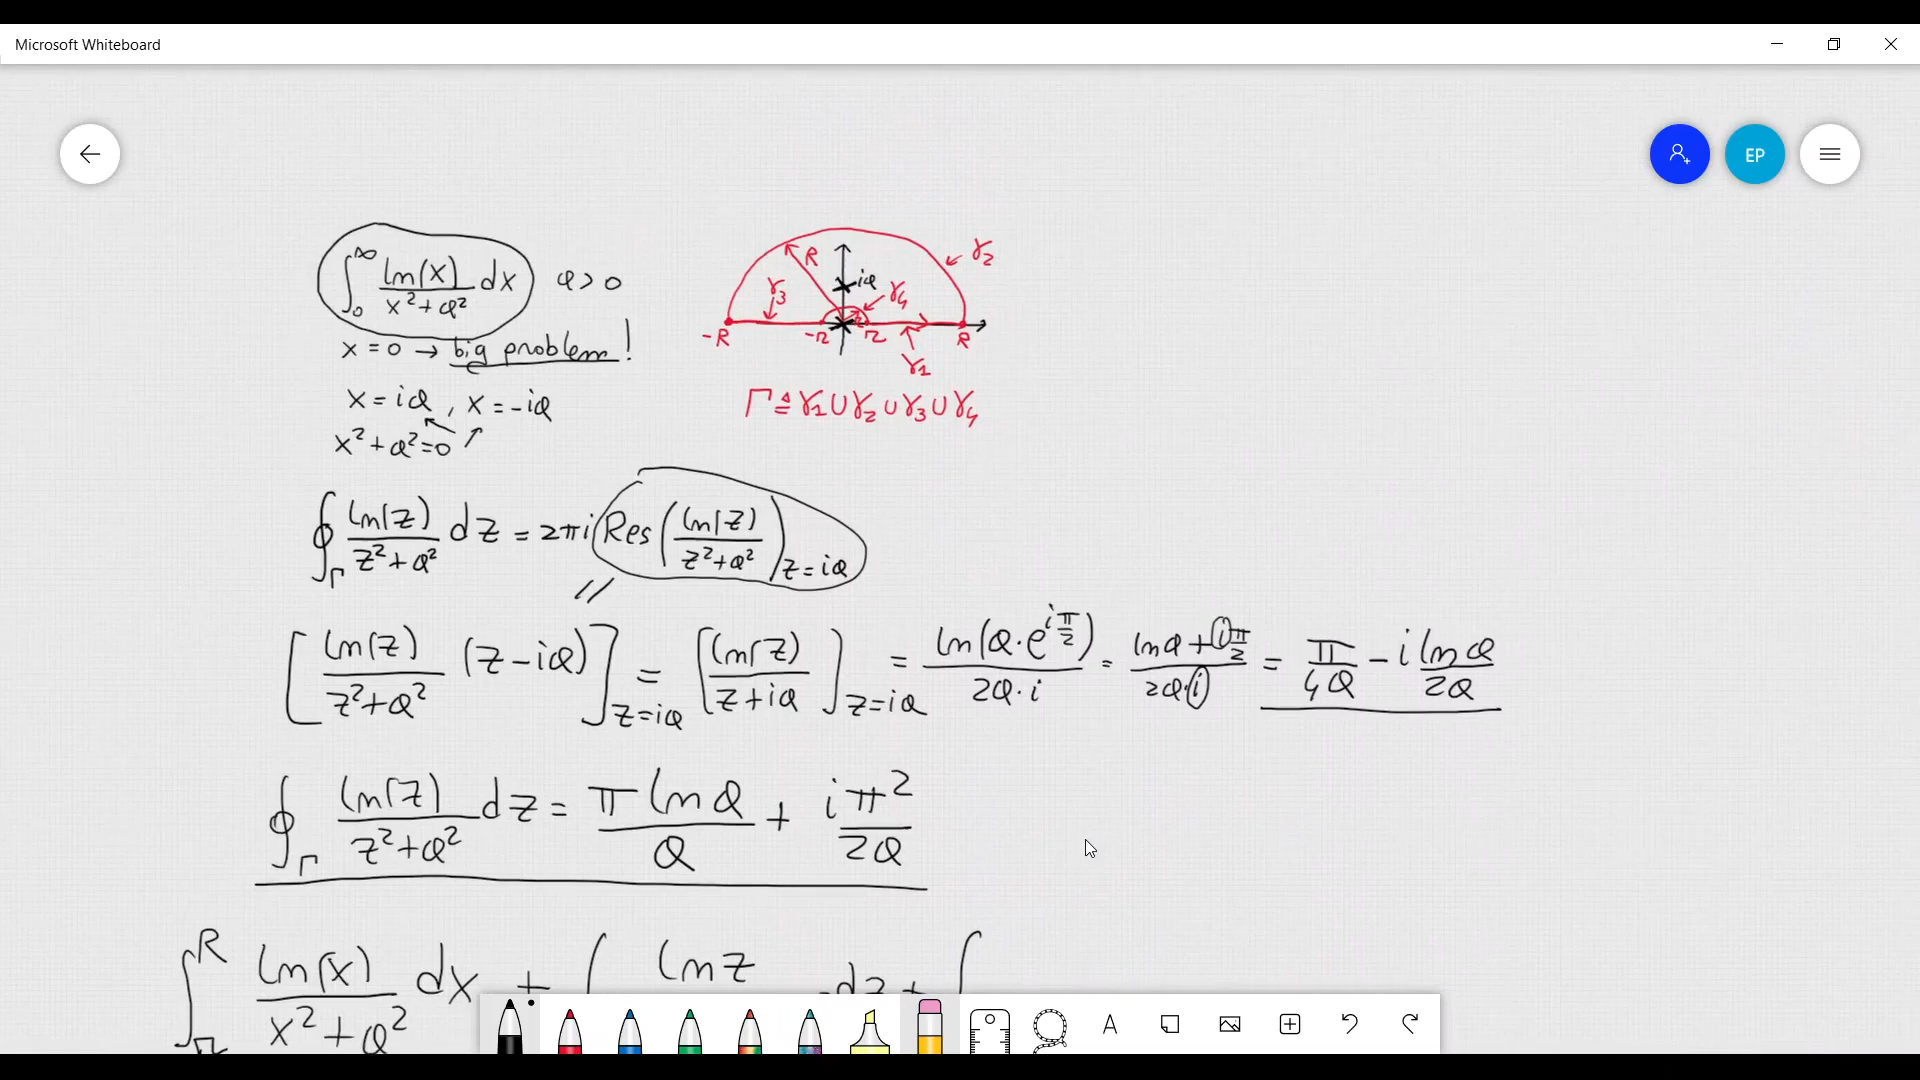 Microsoft Whiteboard
EP
∫₀^∞ ln(x)/(x²+a²) dx a>0
x=0 → big problem!
x=ia, x=-ia
x²+a²=0
R ia γ₂
γ₃ γ₄ r
-R -r r R
γ₁
Γ ≜ γ₁∪γ₂∪γ₃∪γ₄
∮_Γ ln(z)/(z²+a²) dz = 2πi Res(ln(z)/(z²+a²))_{z=ia}
[ln(z)/(z²+a²) (z-ia)]_{z=ia} = [ln(z)/(z+ia)]_{z=ia} = ln(a·e^{iπ/2})/(2a·i) = (ln a + iπ/2)/(2a·i) = π/(4a) - i ln a/(2a)
∮_Γ ln(z)/(z²+a²) dz = π ln a/a + iπ²/(2a)
∫_r^R ln(x)/(x²+a²) dx + ∫ ln z dz + ∫
A